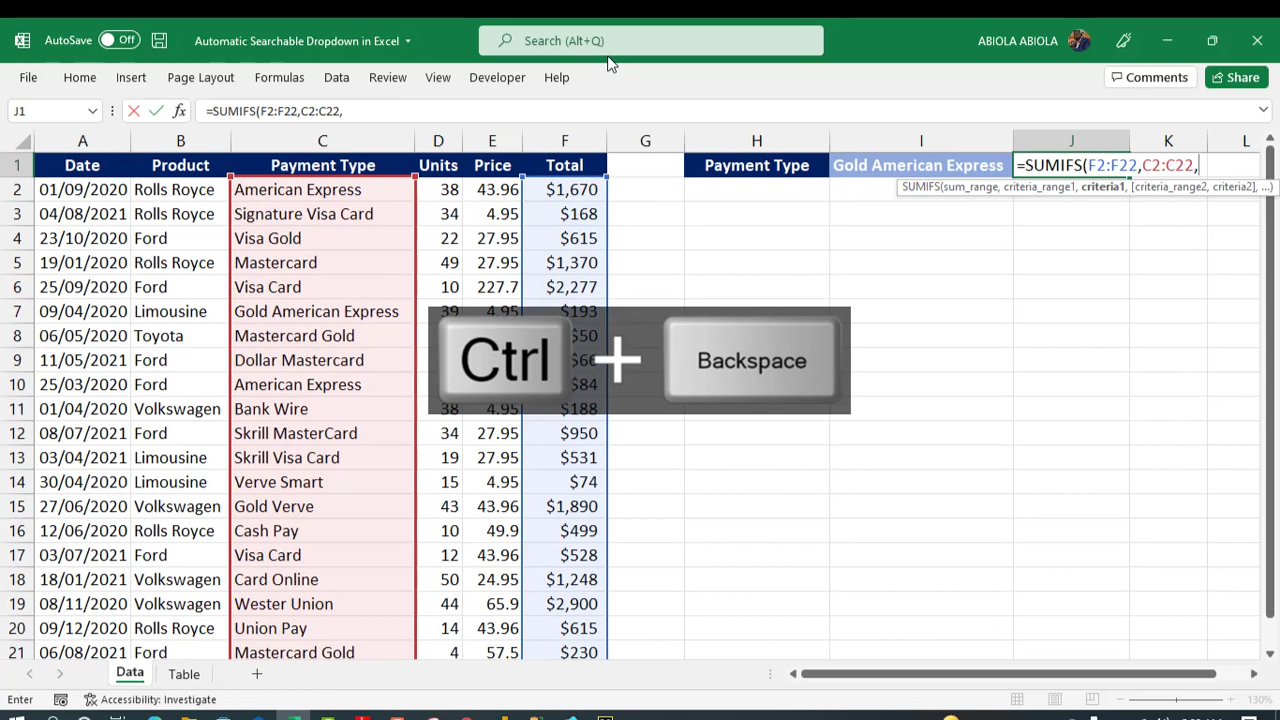 AutoSave Off Automatic Searchable Dropdown in Excel Search (Alt+Q) ABIOLA ABIOLA
File Home Insert Page Layout Formulas Data Review View Developer Help Comments Share
J1 fx =SUMIFS(F2:F22,C2:C22,
A B C D E F G H I J K L
1 Date Product Payment Type Units Price Total Payment Type Gold American Express =SUMIFS(F2:F22,C2:C22,
SUMIFS(sum_range, criteria_range1, criteria1, [criteria_range2, criteria2], ...)
2 01/09/2020 Rolls Royce American Express 38 43.96 $1,670
3 04/08/2021 Rolls Royce Signature Visa Card 34 4.95 $168
4 23/10/2020 Ford Visa Gold 22 27.95 $615
5 19/01/2020 Rolls Royce Mastercard 49 27.95 $1,370
6 25/09/2020 Ford Visa Card 10 227.7 $2,277
7 09/04/2020 Limousine Gold American Express 39 4.95 $193
8 06/05/2020 Toyota Mastercard Gold $50
9 11/05/2021 Ford Dollar Mastercard
10 25/03/2020 Ford American Express $84
Ctrl + Backspace
11 01/04/2020 Volkswagen Bank Wire 38 4.95 $188
12 08/07/2021 Ford Skrill MasterCard 34 27.95 $950
13 03/04/2021 Limousine Skrill Visa Card 19 27.95 $531
14 30/04/2020 Limousine Verve Smart 15 4.95 $74
15 27/06/2020 Volkswagen Gold Verve 43 43.96 $1,890
16 12/06/2020 Rolls Royce Cash Pay 10 49.9 $499
17 03/07/2021 Ford Visa Card 12 43.96 $528
18 18/01/2021 Volkswagen Card Online 50 24.95 $1,248
19 08/11/2020 Volkswagen Wester Union 44 65.9 $2,900
20 09/12/2020 Rolls Royce Union Pay 14 43.96 $615
21 06/08/2021 Ford Mastercard Gold 4 57.5 $230
Data Table
Enter Accessibility: Investigate 130%